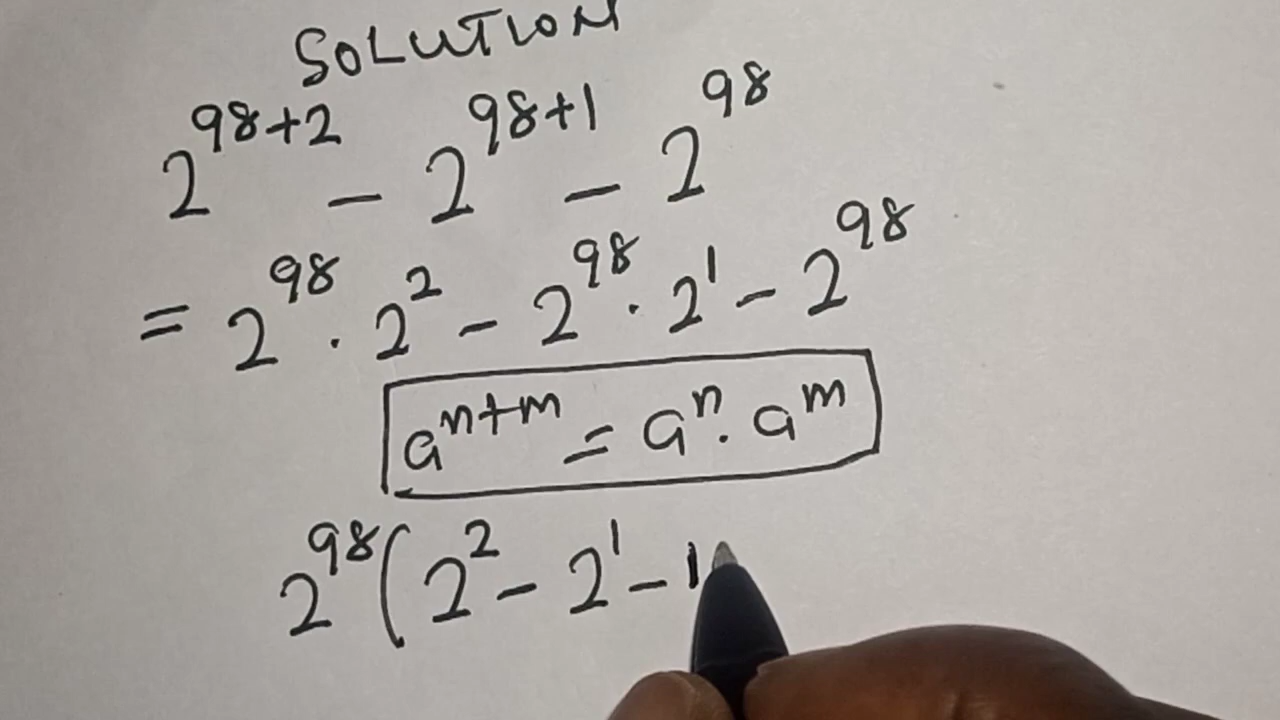 SOLUTION
2^{98+2} - 2^{98+1} - 2^{98}
= 2^{98} . 2^2 - 2^{98} . 2^1 - 2^{98}
a^{n+m} = a^n . a^m
2^{98} ( 2^2 - 2^1 - 1